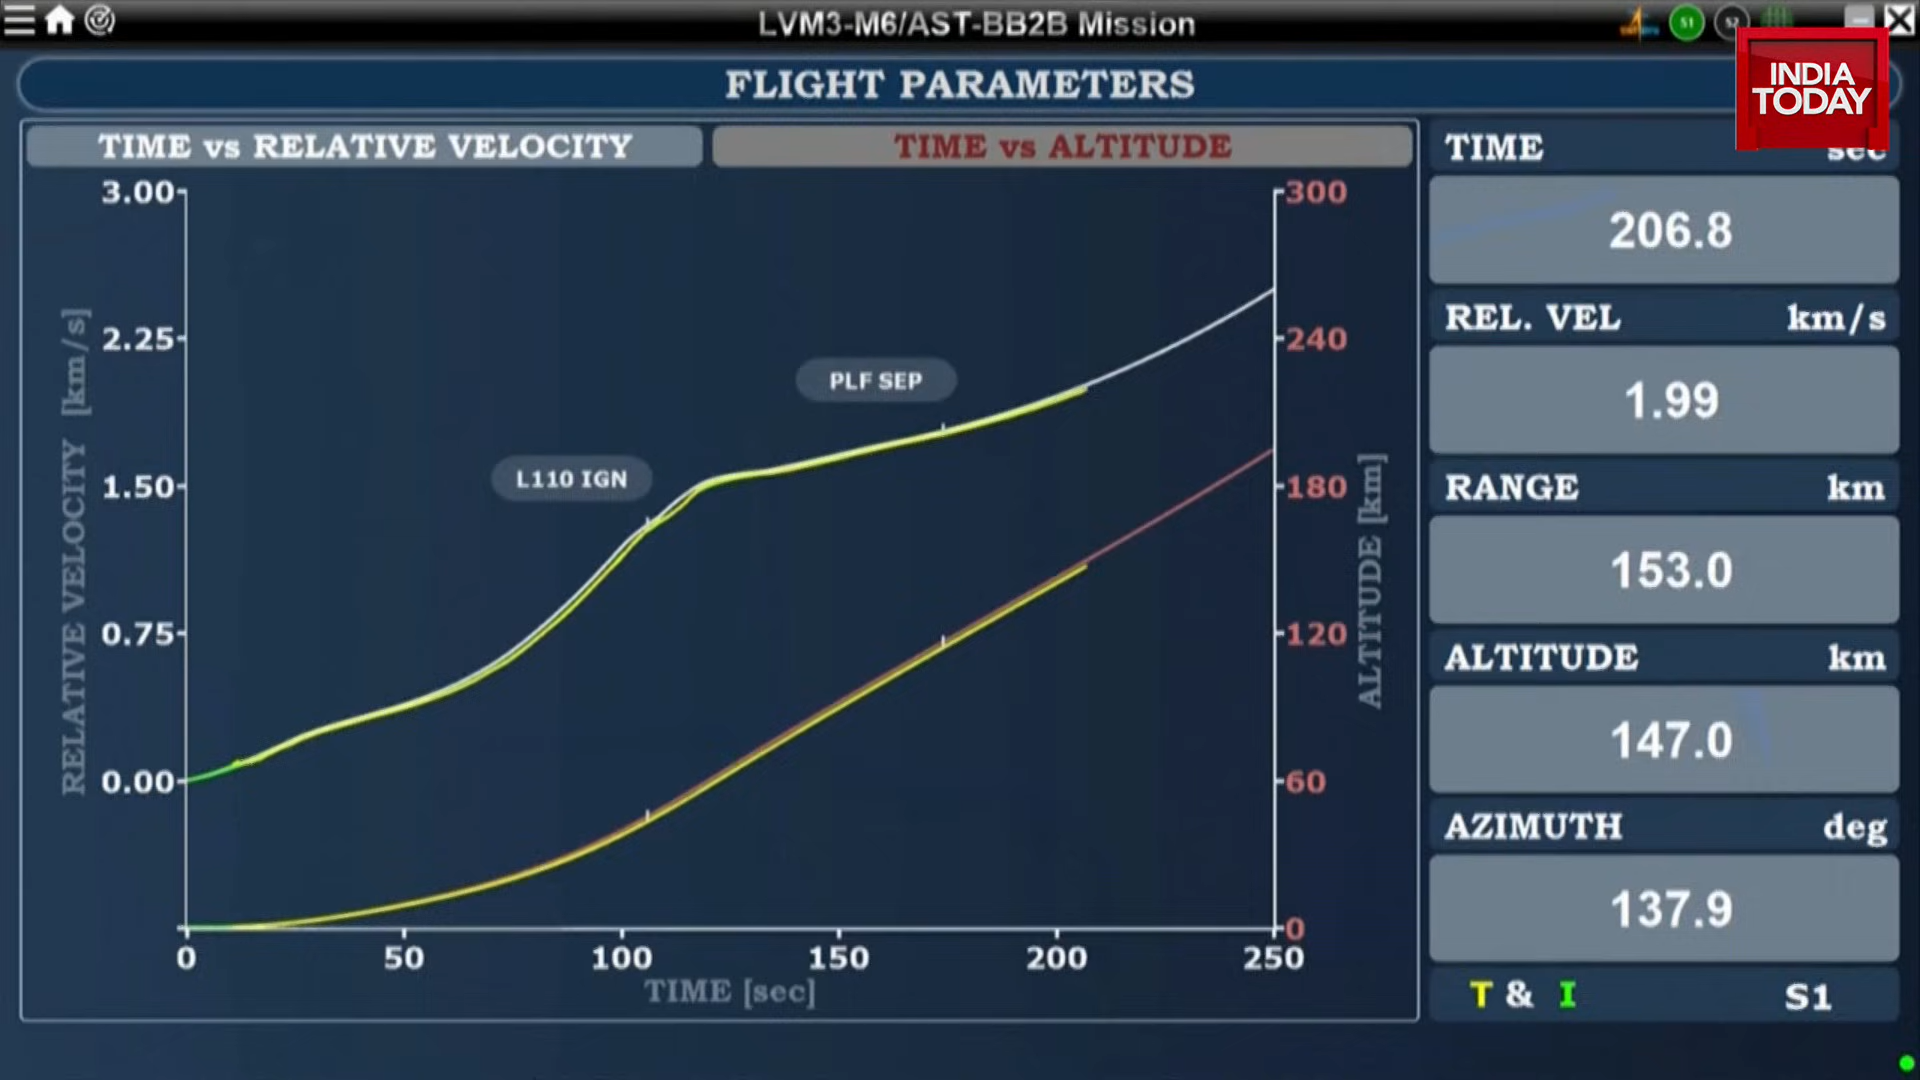 LVM3-M6/AST-BB2B Mission
S1
S2
INDIA
TODAY
FLIGHT PARAMETERS
TIME vs RELATIVE VELOCITY
TIME vs ALTITUDE
3.00
2.25
1.50
0.75
0.00
RELATIVE VELOCITY [km/s]
PLF SEP
L110 IGN
300
240
180
120
60
0
ALTITUDE [km]
0
50
100
150
200
250
TIME [sec]
TIME sec
206.8
REL. VEL km/s
1.99
RANGE km
153.0
ALTITUDE km
147.0
AZIMUTH deg
137.9
T & I S1